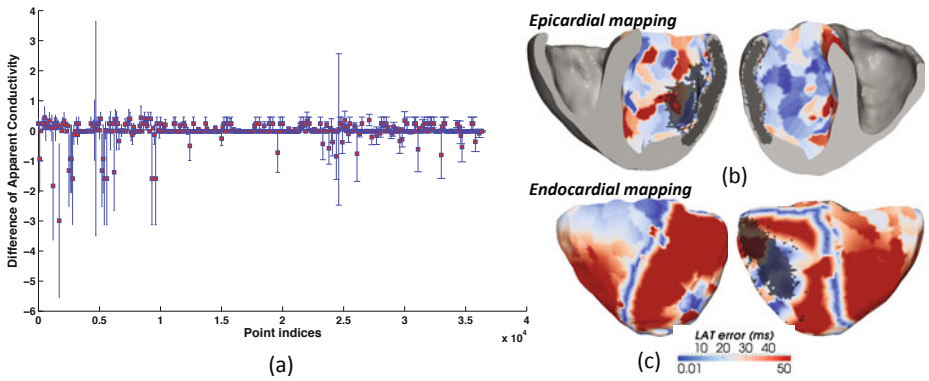 Difference of Apparent Conductivity
4
3
2
1
0
−1
−2
−3
−4
−5
−6
0 0.5 1 1.5 2 2.5 3 3.5 4
x 10⁴
Point indices
(a)
Epicardial mapping
(b)
Endocardial mapping
(c)
LAT error (ms)
10 20 30 40
0.01 50